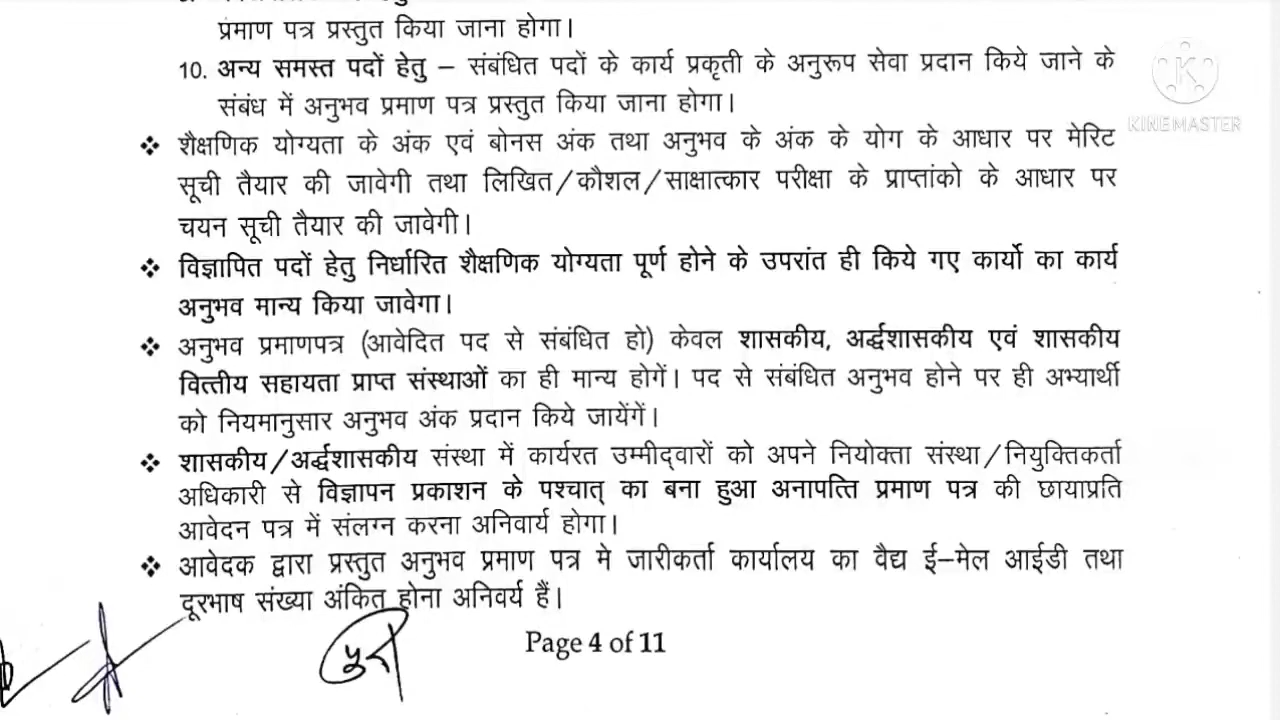 प्रमाण पत्र प्रस्तुत किया जाना होगा।
10. अन्य समस्त पदों हेतु – संबंधित पदों के कार्य प्रकृती के अनुरूप सेवा प्रदान किये जाने के
संबंध में अनुभव प्रमाण पत्र प्रस्तुत किया जाना होगा।
KINEMASTER
❖ शैक्षणिक योग्यता के अंक एवं बोनस अंक तथा अनुभव के अंक के योग के आधार पर मेरिट
सूची तैयार की जावेगी तथा लिखित/कौशल/साक्षात्कार परीक्षा के प्राप्तांको के आधार पर
चयन सूची तैयार की जावेगी।
❖ विज्ञापित पदों हेतु निर्धारित शैक्षणिक योग्यता पूर्ण होने के उपरांत ही किये गए कार्यो का कार्य
अनुभव मान्य किया जावेगा।
❖ अनुभव प्रमाणपत्र (आवेदित पद से संबंधित हो) केवल शासकीय, अर्द्धशासकीय एवं शासकीय
वित्तीय सहायता प्राप्त संस्थाओं का ही मान्य होगें। पद से संबंधित अनुभव होने पर ही अभ्यार्थी
को नियमानुसार अनुभव अंक प्रदान किये जायेंगें।
❖ शासकीय/अर्द्धशासकीय संस्था में कार्यरत उम्मीद्वारों को अपने नियोक्ता संस्था/नियुक्तिकर्ता
अधिकारी से विज्ञापन प्रकाशन के पश्चात् का बना हुआ अनापत्ति प्रमाण पत्र की छायाप्रति
आवेदन पत्र में संलग्न करना अनिवार्य होगा।
❖ आवेदक द्वारा प्रस्तुत अनुभव प्रमाण पत्र मे जारीकर्ता कार्यालय का वैद्य ई–मेल आईडी तथा
दूरभाष संख्या अंकित होना अनिवर्य हैं।
Page 4 of 11